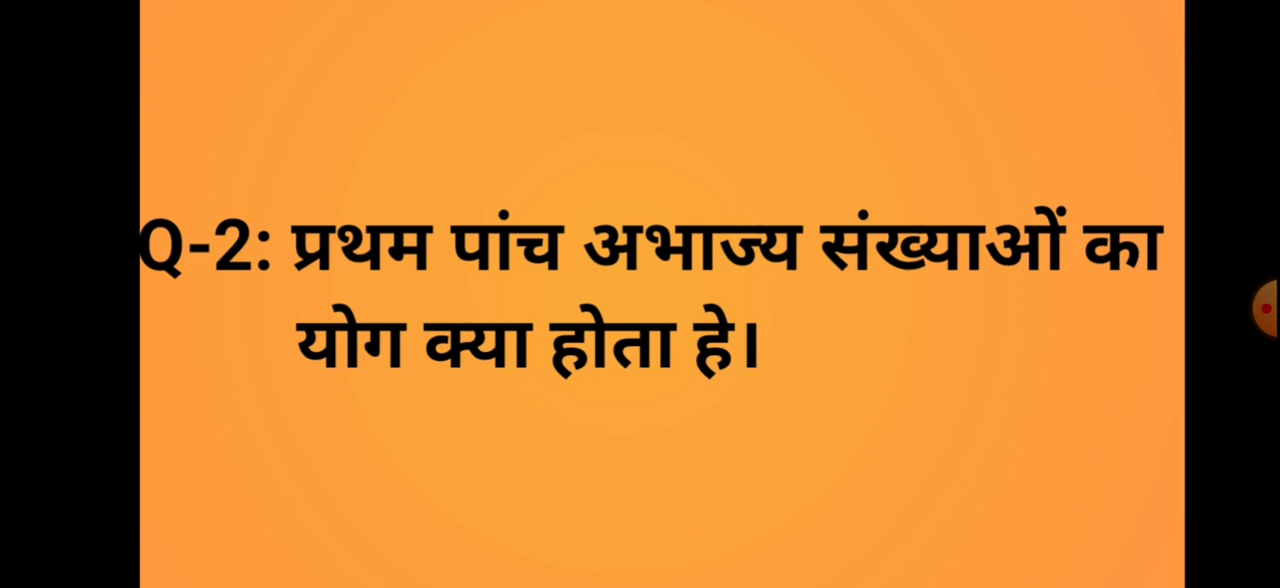 Q-2: प्रथम पांच अभाज्य संख्याओं का
योग क्या होता हे।